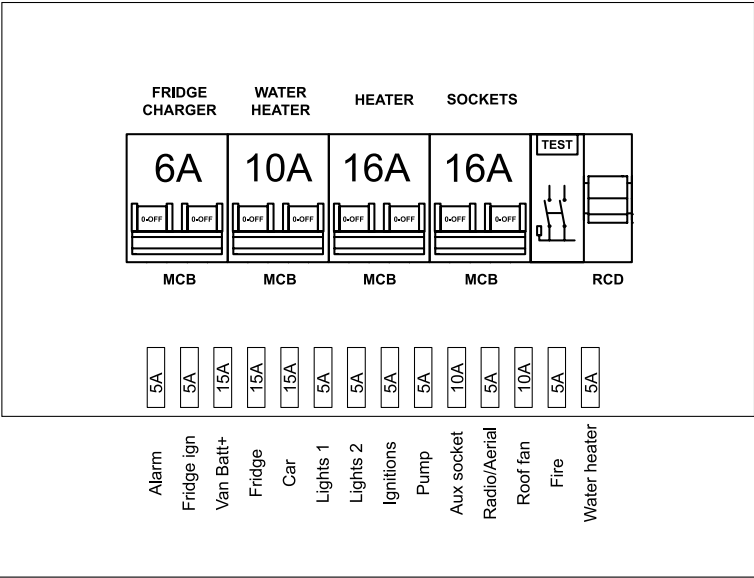 FRIDGE
CHARGER
WATER
HEATER
HEATER
SOCKETS
6A
10A
16A
16A
TEST
0-OFF
0-OFF
0-OFF
0-OFF
0-OFF
0-OFF
0-OFF
0-OFF
MCB
MCB
MCB
MCB
RCD
5A
5A
15A
15A
15A
5A
5A
5A
5A
10A
5A
10A
5A
5A
Alarm
Fridge ign
Van Batt+
Fridge
Car
Lights 1
Lights 2
Ignitions
Pump
Aux socket
Radio/Aerial
Roof fan
Fire
Water heater